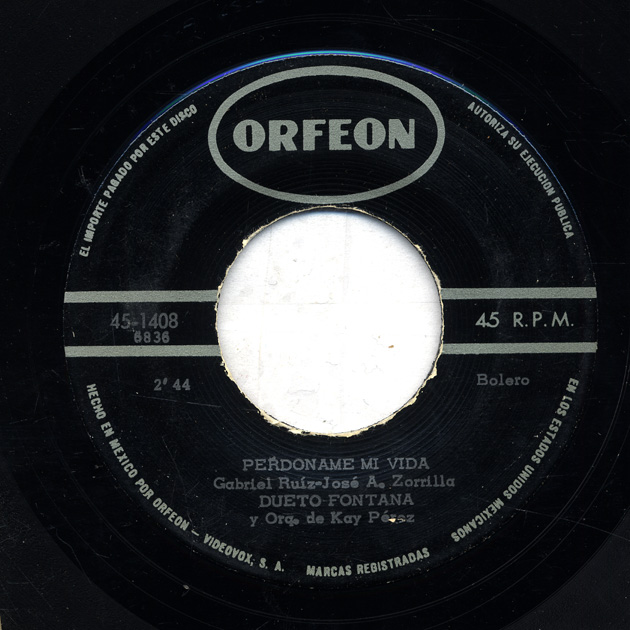 ORFEON
EL IMPORTE PAGADO POR ESTE DISCO
AUTORIZA SU EJECUCION PUBLICA
45-1408
6836
45 R.P.M.
2' 44
Bolero
PERDONAME MI VIDA
Gabriel Ruíz-José A. Zorrilla
DUETO FONTANA
y Orq. de Kay Pérez
HECHO EN MEXICO POR ORFEON - VIDEOVOX, S. A.
MARCAS REGISTRADAS
EN LOS ESTADOS UNIDOS MEXICANOS